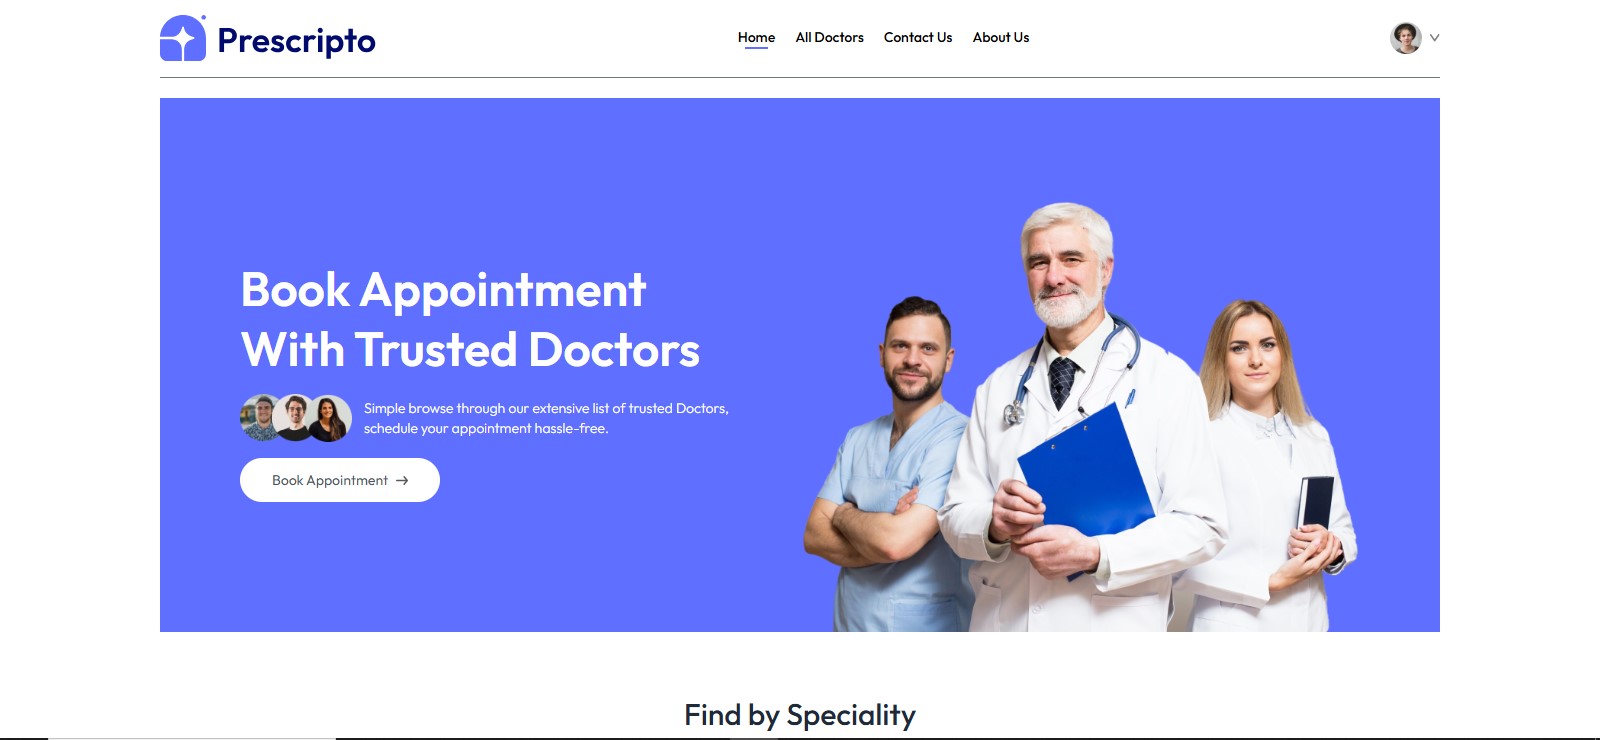 Prescripto
Home All Doctors Contact Us About Us
Book Appointment
With Trusted Doctors
Simple browse through our extensive list of trusted Doctors,
schedule your appointment hassle-free.
Book Appointment →
Find by Speciality